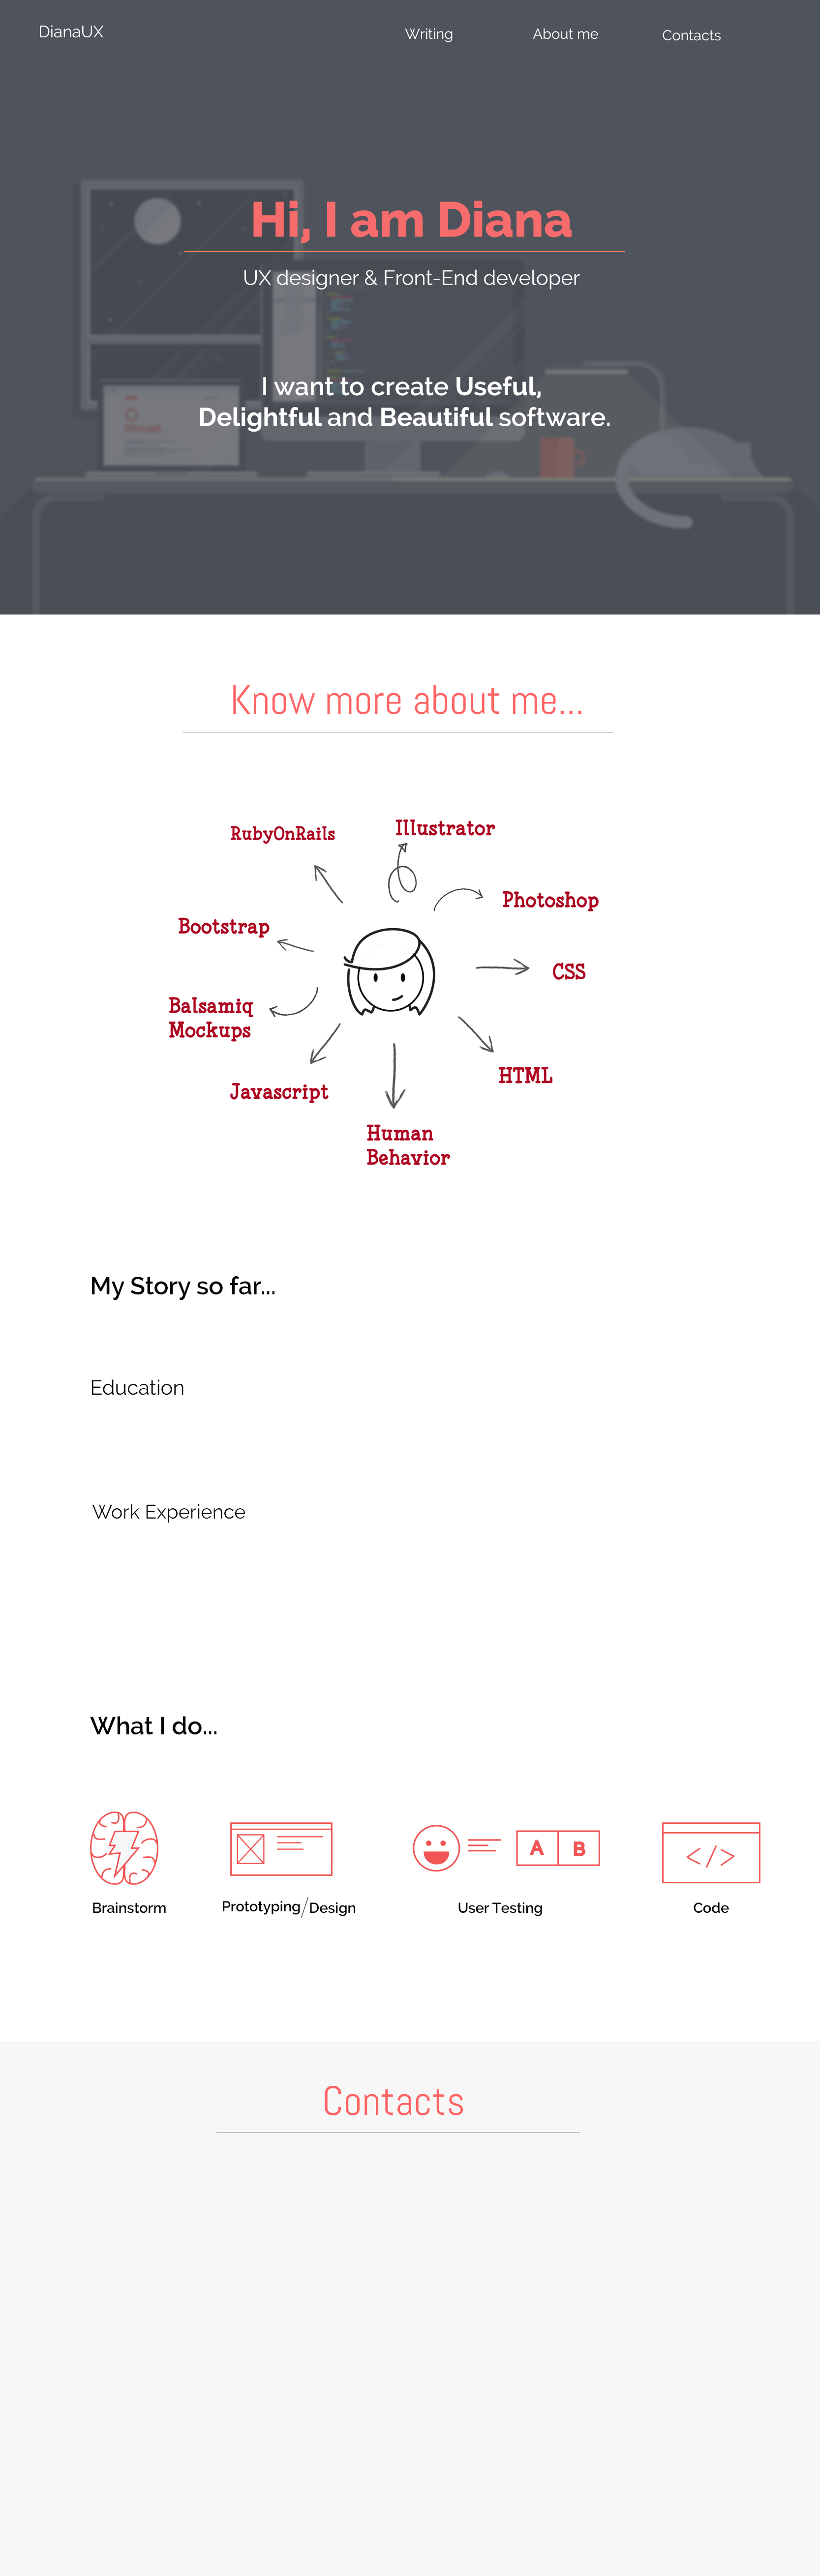 DianaUX
Writing
About me
Contacts
Hi, I am Diana
UX designer & Front-End developer
I want to create Useful,
Delightful and Beautiful software.
Disrupt.
Know more about me...
RubyOnRails
Illustrator
Photoshop
Bootstrap
CSS
Balsamiq
Mockups
HTML
Javascript
Human
Behavior
My Story so far...
Education
Work Experience
What I do...
A B
</>
Brainstorm
Prototyping/Design
User Testing
Code
Contacts